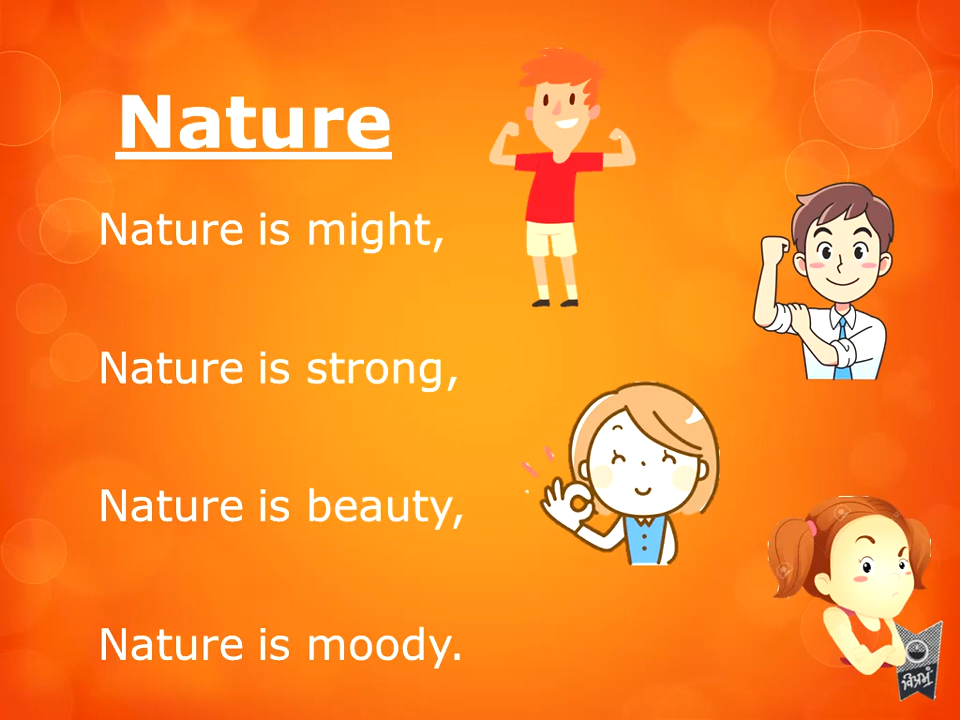 Nature
Nature is might,
Nature is strong,
Nature is beauty,
Nature is moody.